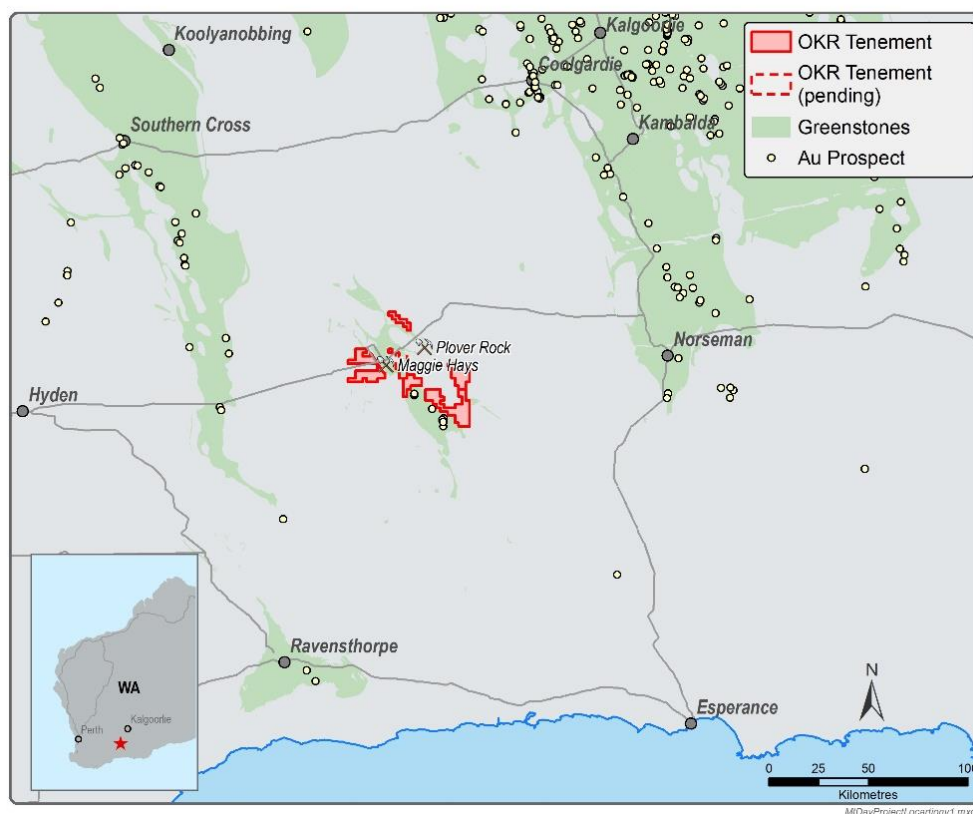 Koolyanobbing
Kalgoorlie
Coolgardie
Southern Cross
Kambalda
OKR Tenement
OKR Tenement
(pending)
Greenstones
Au Prospect
Plover Rock
Maggie Hays
Norseman
Hyden
Ravensthorpe
Esperance
WA
Perth
Kalgoorlie
N
0 25 50 100
Kilometres